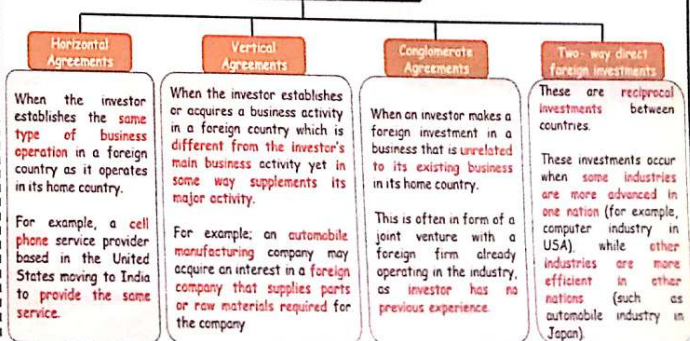 Horizontal
Agreements
When the investor
establishes the same
type of business
operation in a foreign
country as it operates
in its home country.
For example, a cell
phone service provider
based in the United
States moving to India
to provide the same
service.
Vertical
Agreements
When the investor establishes
or acquires a business activity
in a foreign country which is
different from the investor's
main business activity yet in
some way supplements its
major activity.
For example; an automobile
manufacturing company may
acquire an interest in a foreign
company that supplies parts
or raw materials required for
the company
Conglomerate
Agreements
When an investor makes a
foreign investment in a
business that is unrelated
to its existing business
in its home country.
This is often in form of a
joint venture with a
foreign firm already
operating in the industry,
as investor has no
previous experience.
Two- way direct
foreign investments
These are reciprocal
investments between
countries.
These investments occur
when some industries
are more advanced in
one nation (for example,
computer industry in
USA), while other
industries are more
efficient in other
nations (such as
automobile industry in
Japan).